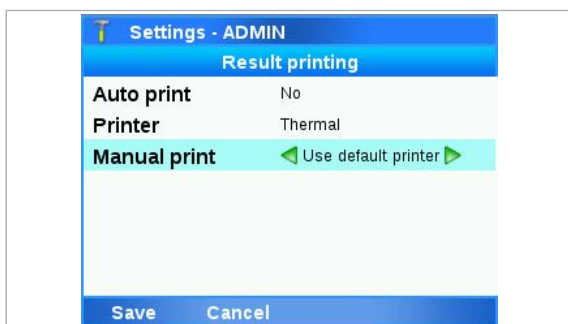 Settings - ADMIN
Result printing
Auto print No
Printer Thermal
Manual print Use default printer
Save Cancel